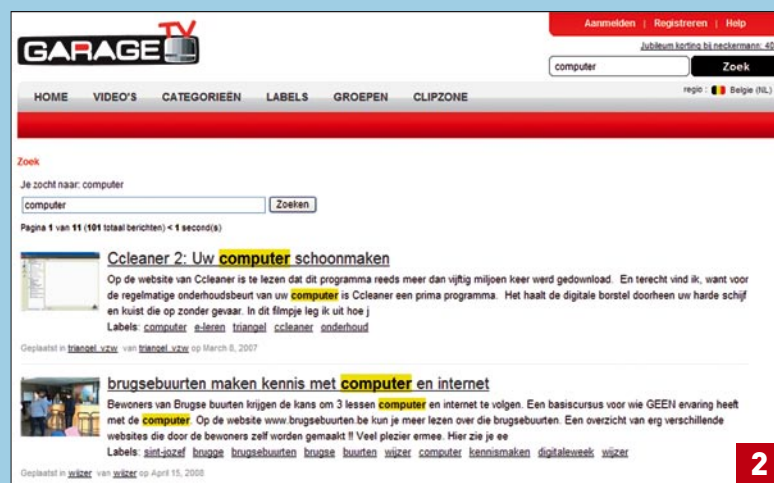 GARAGE TV
Aanmelden | Registreren | Help
Jubileum korting bij neckermann: 40
computer Zoek
HOME VIDEO'S CATEGORIEËN LABELS GROEPEN CLIPZONE
regio : Belgie (NL)
Zoek
Je zocht naar: computer
computer Zoeken
Pagina 1 van 11 (101 totaal berichten) < 1 second(s)
Ccleaner 2: Uw computer schoonmaken
Op de website van Ccleaner is te lezen dat dit programma reeds meer dan vijftig miljoen keer werd gedownload. En terecht vind ik, want voor
de regelmatige onderhoudsbeurt van uw computer is Ccleaner een prima programma. Het haalt de digitale borstel doorheen uw harde schijf
en kuist die op zonder gevaar. In dit filmpje leg ik uit hoe j
Labels: computer e-leren triangel ccleaner onderhoud
Geplaatst in triangel_vzw van triangel_vzw op March 8, 2007
brugsebuurten maken kennis met computer en internet
Bewoners van Brugse buurten krijgen de kans om 3 lessen computer en internet te volgen. Een basiscursus voor wie GEEN ervaring heeft
met de computer. Op de website www.brugsebuurten.be kun je meer lezen over die brugsebuurten. Een overzicht van erg verschillende
websites die door de bewoners zelf worden gemaakt !! Veel plezier ermee. Hier zie je ee
Labels: sint-jozef brugge brugsebuurten brugse buurten wijzer computer kennismaken digitaleweek wijzer
Geplaatst in wijzer van wijzer op April 15, 2008
2